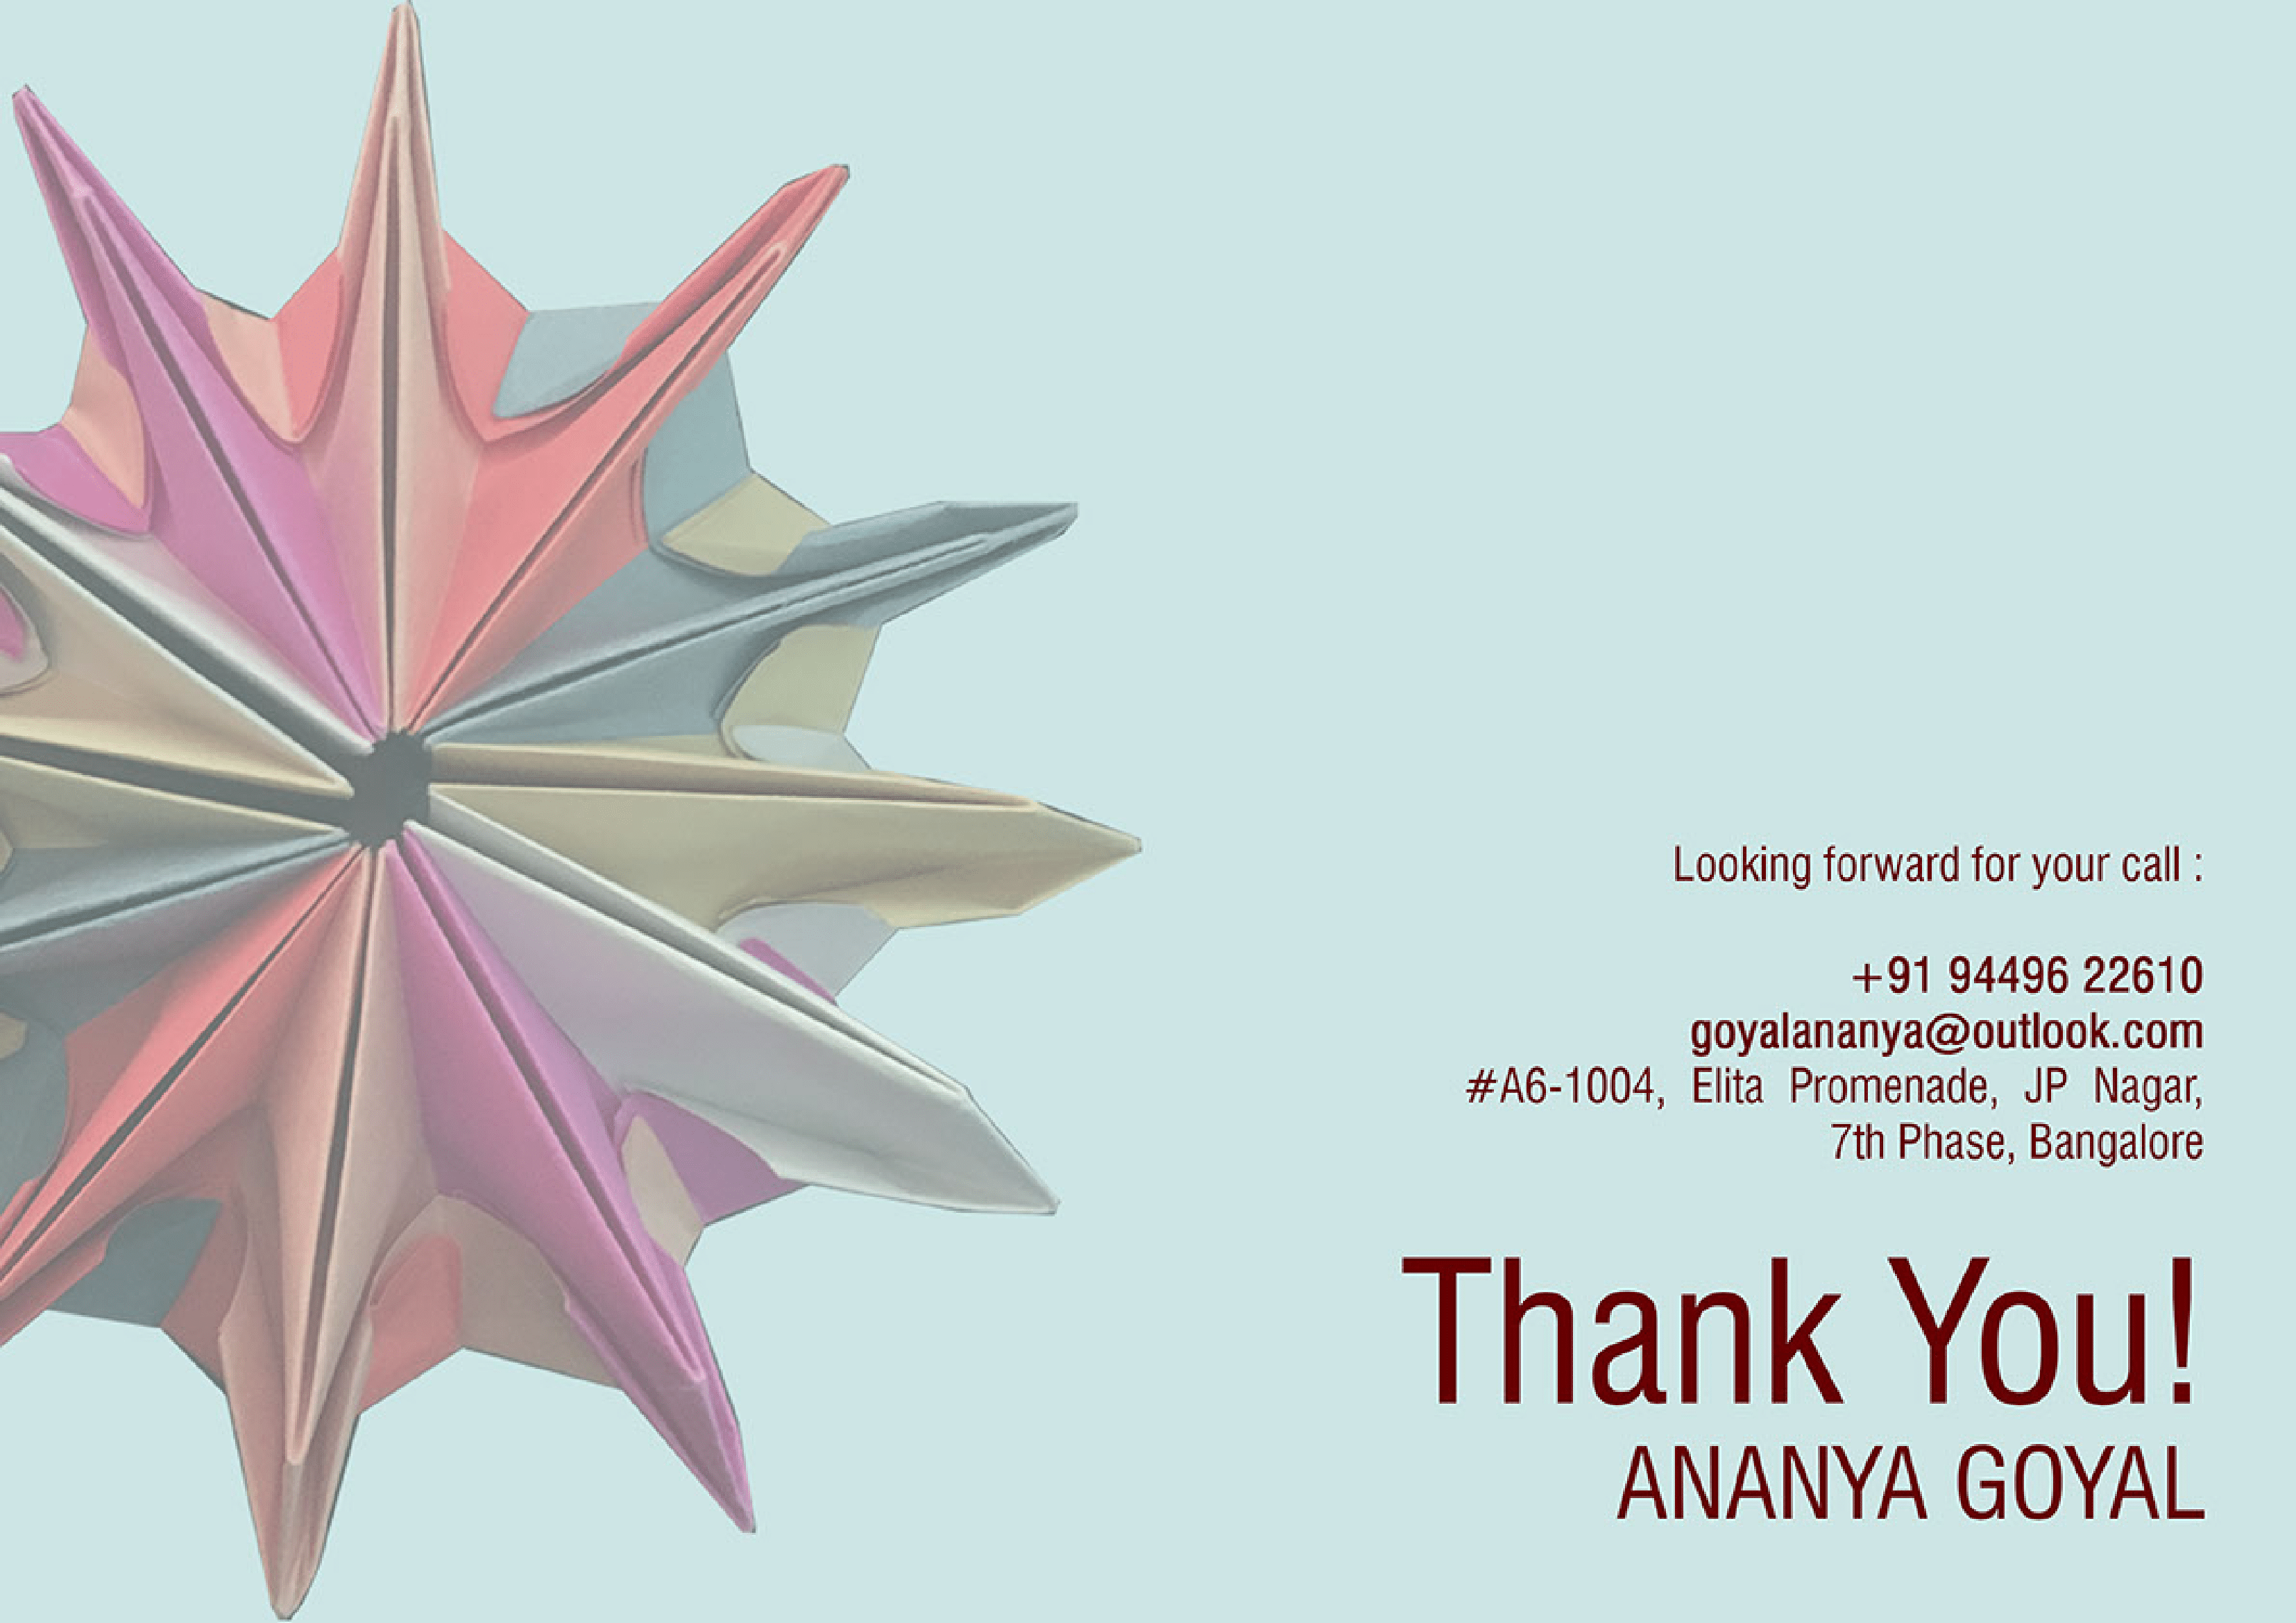 Looking forward for your call :
+91 94496 22610
goyalananya@outlook.com
#A6-1004, Elita Promenade, JP Nagar,
7th Phase, Bangalore
Thank You!
ANANYA GOYAL